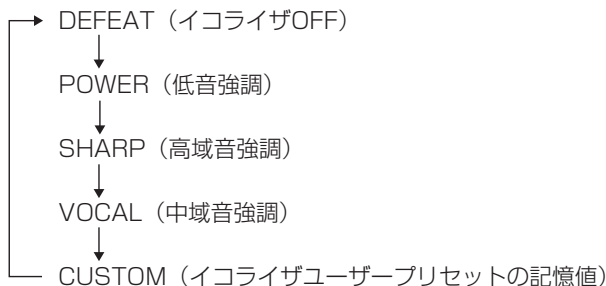 DEFEAT（イコライザOFF）
POWER（低音強調）
SHARP（高域音強調）
VOCAL（中域音強調）
CUSTOM（イコライザユーザープリセットの記憶値）